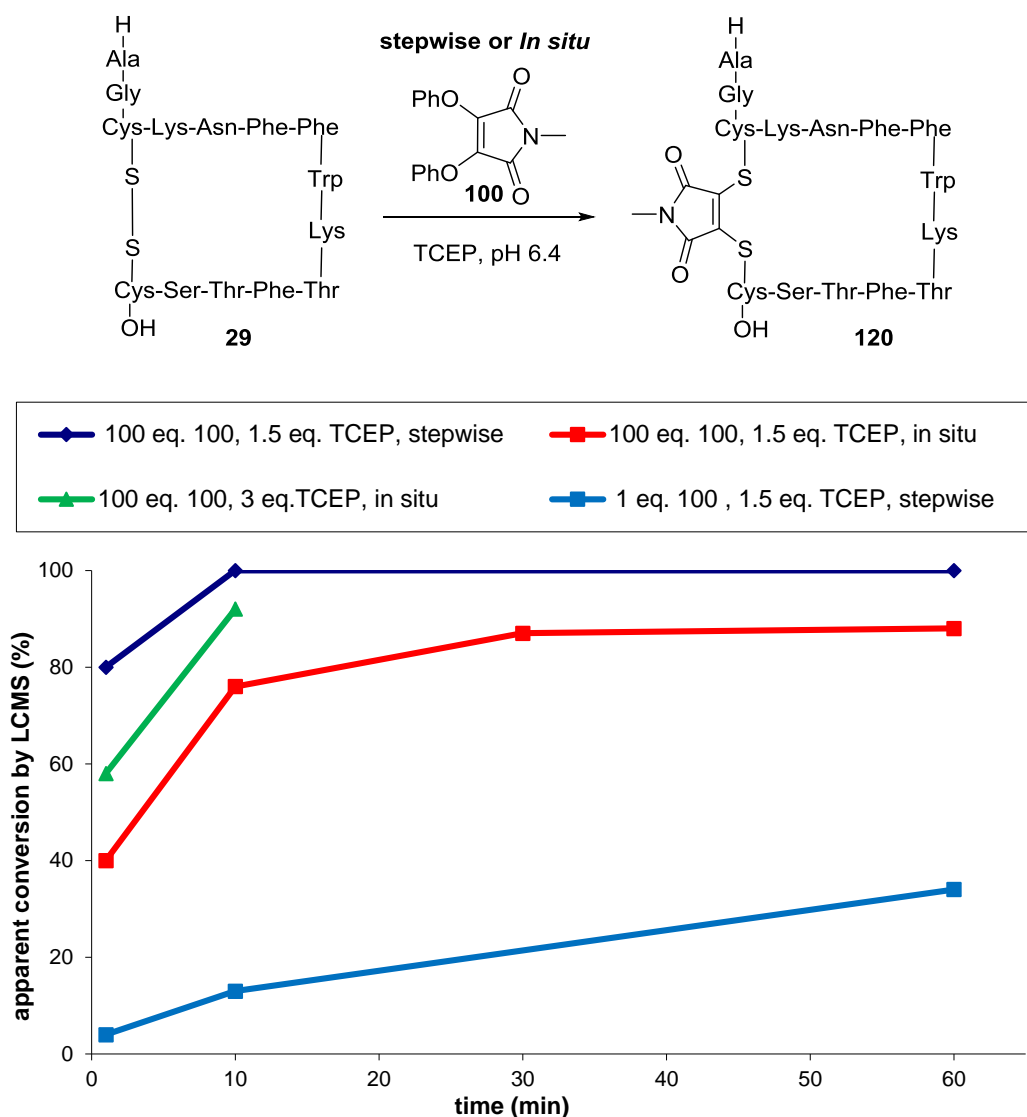 stepwise or In situ
H
Ala
Gly
Cys-Lys-Asn-Phe-Phe
S
S
Trp
Lys
Cys-Ser-Thr-Phe-Thr
OH
29
PhO
PhO
O
N
O
100
TCEP, pH 6.4
H
Ala
Gly
Cys-Lys-Asn-Phe-Phe
O
S
N
S
O
Trp
Lys
Cys-Ser-Thr-Phe-Thr
OH
120
100 eq. 100, 1.5 eq. TCEP, stepwise
100 eq. 100, 1.5 eq. TCEP, in situ
100 eq. 100, 3 eq.TCEP, in situ
1 eq. 100 , 1.5 eq. TCEP, stepwise
apparent conversion by LCMS (%)
100
80
60
40
20
0
0 10 20 30 40 50 60
time (min)